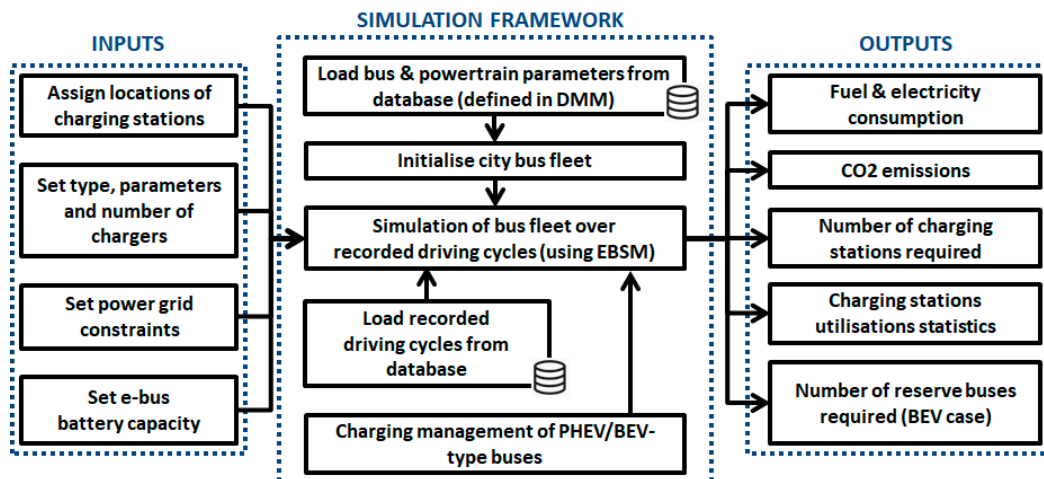 SIMULATION FRAMEWORK
INPUTS
Assign locations of
charging stations
Set type, parameters
and number of
chargers
Set power grid
constraints
Set e-bus
battery capacity
Load bus & powertrain parameters from
database (defined in DMM)
Initialise city bus fleet
Simulation of bus fleet over
recorded driving cycles (using EBSM)
Load recorded
driving cycles from
database
Charging management of PHEV/BEV-
type buses
OUTPUTS
Fuel & electricity
consumption
CO2 emissions
Number of charging
stations required
Charging stations
utilisations statistics
Number of reserve buses
required (BEV case)